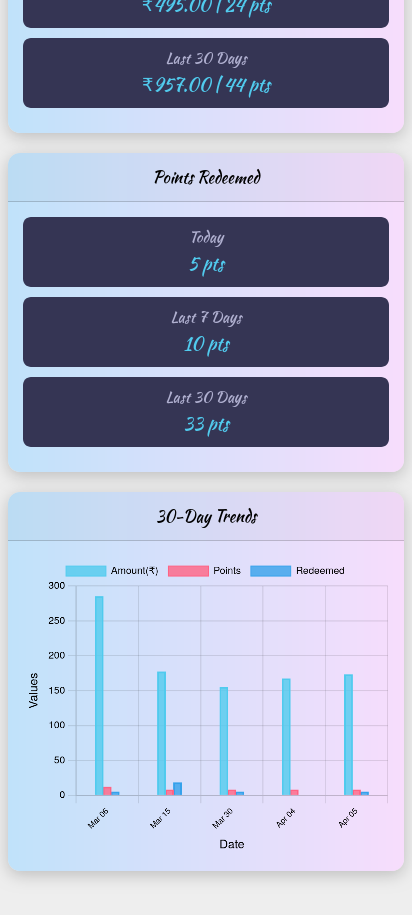 ₹495.00 | 24 pts
Last 30 Days
₹957.00 | 44 pts
Points Redeemed
Today
5 pts
Last 7 Days
10 pts
Last 30 Days
33 pts
30-Day Trends
Amount(₹) Points Redeemed
300
250
200
150
100
50
0
Values
Mar 06 Mar 15 Mar 30 Apr 04 Apr 05
Date